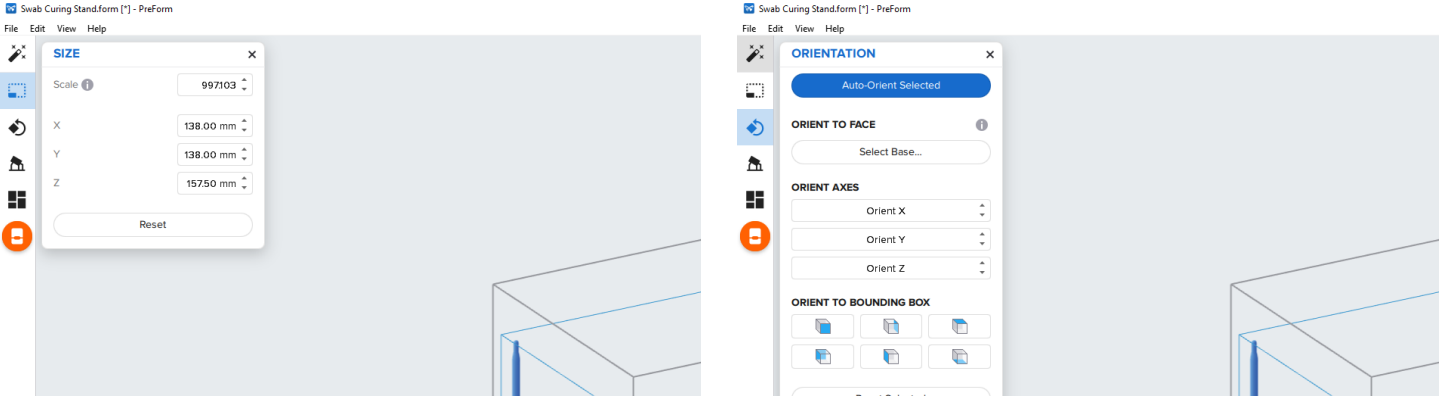 Swab Curing Stand.form [*] - PreForm
File Edit View Help
SIZE
Scale
997.103
X
138.00 mm
Y
138.00 mm
Z
157.50 mm
Reset
Swab Curing Stand.form [*] - PreForm
File Edit View Help
ORIENTATION
Auto-Orient Selected
ORIENT TO FACE
Select Base...
ORIENT AXES
Orient X
Orient Y
Orient Z
ORIENT TO BOUNDING BOX